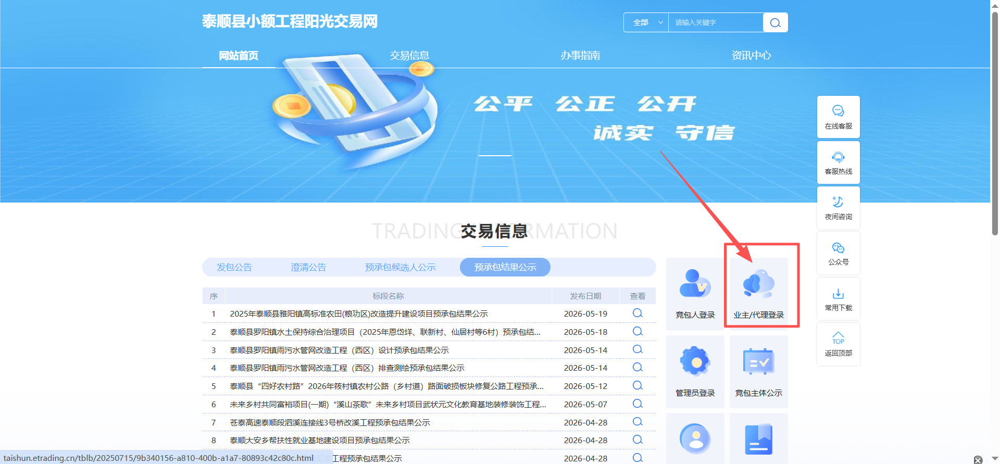 泰顺县小额工程阳光交易网
全部
请输入关键字
网站首页
交易信息
办事指南
资讯中心
公平 公正 公开
诚实 守信
在线客服
客服热线
夜间咨询
公众号
常用下载
TOP
返回顶部
TRADING INFORMATION
交易信息
发包公告
澄清公告
预承包候选人公示
预承包结果公示
序 标段名称 发布日期 查看
1 2025年泰顺县雅阳镇高标准农田(粮功区)改造提升建设项目预承包结果公示 2026-05-19
2 泰顺县罗阳镇水土保持综合治理项目（2025年恩岱垟、联新村、仙居村等6村）预承包结... 2026-05-18
3 泰顺县罗阳镇雨污水管网改造工程（西区）设计预承包结果公示 2026-05-14
4 泰顺县罗阳镇雨污水管网改造工程（西区）排查测绘预承包结果公示 2026-05-14
5 泰顺县“四好农村路”2026年筱村镇农村公路（乡村道）路面破损板块修复公路工程预承... 2026-05-12
6 未来乡村共同富裕项目(一期)“溪山茶歌”未来乡村项目武状元文化教育基地装修装饰工程... 2026-05-07
7 苍泰高速泰顺段泗溪连接线3号桥改溪工程预承包结果公示 2026-04-28
8 泰顺大安乡帮扶性就业基地建设项目预承包结果公示 2026-04-28
工程预承包结果公示 2026-04-28
竞包人登录
业主/代理登录
管理员登录
竞包主体公示
taishun.etrading.cn/tblb/20250715/9b340156-a810-400b-a1a7-80893c42c80c.html